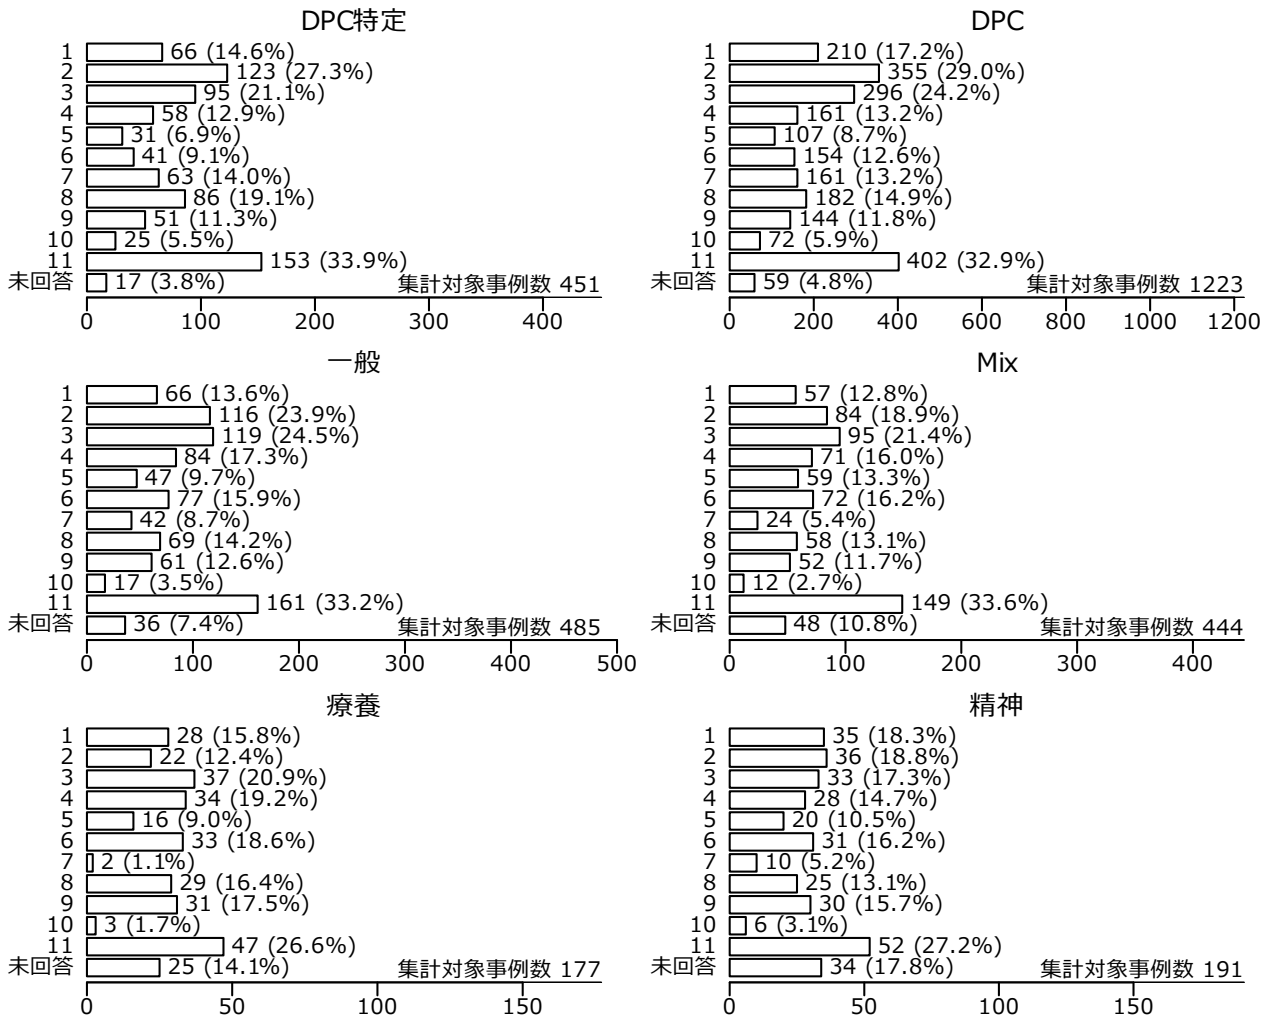 DPC特定
1 66 (14.6%)
2 123 (27.3%)
3 95 (21.1%)
4 58 (12.9%)
5 31 (6.9%)
6 41 (9.1%)
7 63 (14.0%)
8 86 (19.1%)
9 51 (11.3%)
10 25 (5.5%)
11 153 (33.9%)
未回答 17 (3.8%) 集計対象事例数 451
0 100 200 300 400
DPC
1 210 (17.2%)
2 355 (29.0%)
3 296 (24.2%)
4 161 (13.2%)
5 107 (8.7%)
6 154 (12.6%)
7 161 (13.2%)
8 182 (14.9%)
9 144 (11.8%)
10 72 (5.9%)
11 402 (32.9%)
未回答 59 (4.8%) 集計対象事例数 1223
0 200 400 600 800 1000 1200
一般
1 66 (13.6%)
2 116 (23.9%)
3 119 (24.5%)
4 84 (17.3%)
5 47 (9.7%)
6 77 (15.9%)
7 42 (8.7%)
8 69 (14.2%)
9 61 (12.6%)
10 17 (3.5%)
11 161 (33.2%)
未回答 36 (7.4%) 集計対象事例数 485
0 100 200 300 400 500
Mix
1 57 (12.8%)
2 84 (18.9%)
3 95 (21.4%)
4 71 (16.0%)
5 59 (13.3%)
6 72 (16.2%)
7 24 (5.4%)
8 58 (13.1%)
9 52 (11.7%)
10 12 (2.7%)
11 149 (33.6%)
未回答 48 (10.8%) 集計対象事例数 444
0 100 200 300 400
療養
1 28 (15.8%)
2 22 (12.4%)
3 37 (20.9%)
4 34 (19.2%)
5 16 (9.0%)
6 33 (18.6%)
7 2 (1.1%)
8 29 (16.4%)
9 31 (17.5%)
10 3 (1.7%)
11 47 (26.6%)
未回答 25 (14.1%) 集計対象事例数 177
0 50 100 150
精神
1 35 (18.3%)
2 36 (18.8%)
3 33 (17.3%)
4 28 (14.7%)
5 20 (10.5%)
6 31 (16.2%)
7 10 (5.2%)
8 25 (13.1%)
9 30 (15.7%)
10 6 (3.1%)
11 52 (27.2%)
未回答 34 (17.8%) 集計対象事例数 191
0 50 100 150